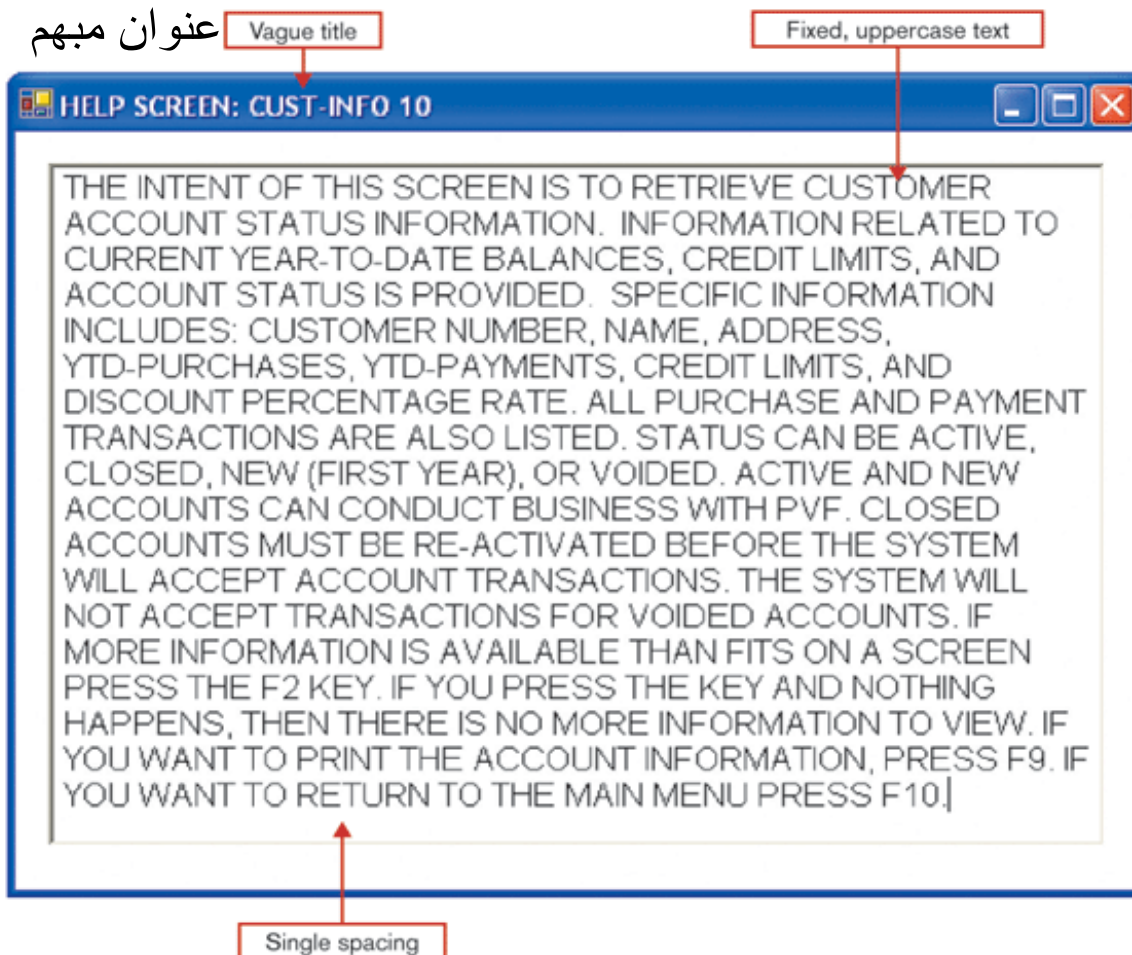 عنوان مبهم
Vague title
Fixed, uppercase text
HELP SCREEN: CUST-INFO 10
THE INTENT OF THIS SCREEN IS TO RETRIEVE CUSTOMER
ACCOUNT STATUS INFORMATION.  INFORMATION RELATED TO
CURRENT YEAR-TO-DATE BALANCES, CREDIT LIMITS, AND
ACCOUNT STATUS IS PROVIDED.  SPECIFIC INFORMATION
INCLUDES: CUSTOMER NUMBER, NAME, ADDRESS,
YTD-PURCHASES, YTD-PAYMENTS, CREDIT LIMITS, AND
DISCOUNT PERCENTAGE RATE. ALL PURCHASE AND PAYMENT
TRANSACTIONS ARE ALSO LISTED. STATUS CAN BE ACTIVE,
CLOSED, NEW (FIRST YEAR), OR VOIDED. ACTIVE AND NEW
ACCOUNTS CAN CONDUCT BUSINESS WITH PVF. CLOSED
ACCOUNTS MUST BE RE-ACTIVATED BEFORE THE SYSTEM
WILL ACCEPT ACCOUNT TRANSACTIONS. THE SYSTEM WILL
NOT ACCEPT TRANSACTIONS FOR VOIDED ACCOUNTS. IF
MORE INFORMATION IS AVAILABLE THAN FITS ON A SCREEN
PRESS THE F2 KEY. IF YOU PRESS THE KEY AND NOTHING
HAPPENS, THEN THERE IS NO MORE INFORMATION TO VIEW. IF
YOU WANT TO PRINT THE ACCOUNT INFORMATION, PRESS F9. IF
YOU WANT TO RETURN TO THE MAIN MENU PRESS F10.
Single spacing